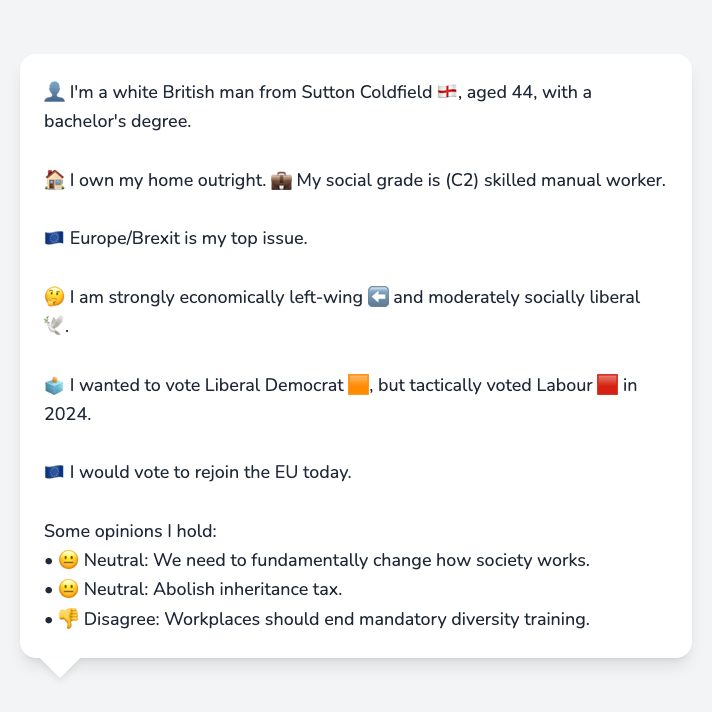 👤 I'm a white British man from Sutton Coldfield 🏴󠁧󠁢󠁥󠁮󠁧󠁿, aged 44, with a
bachelor's degree.
🏠 I own my home outright. 💼 My social grade is (C2) skilled manual worker.
🇪🇺 Europe/Brexit is my top issue.
🤔 I am strongly economically left-wing ⬅️ and moderately socially liberal
🕊️.
🗳️ I wanted to vote Liberal Democrat 🟧, but tactically voted Labour 🟥 in
2024.
🇪🇺 I would vote to rejoin the EU today.
Some opinions I hold:
• 😐 Neutral: We need to fundamentally change how society works.
• 😐 Neutral: Abolish inheritance tax.
• 👎 Disagree: Workplaces should end mandatory diversity training.